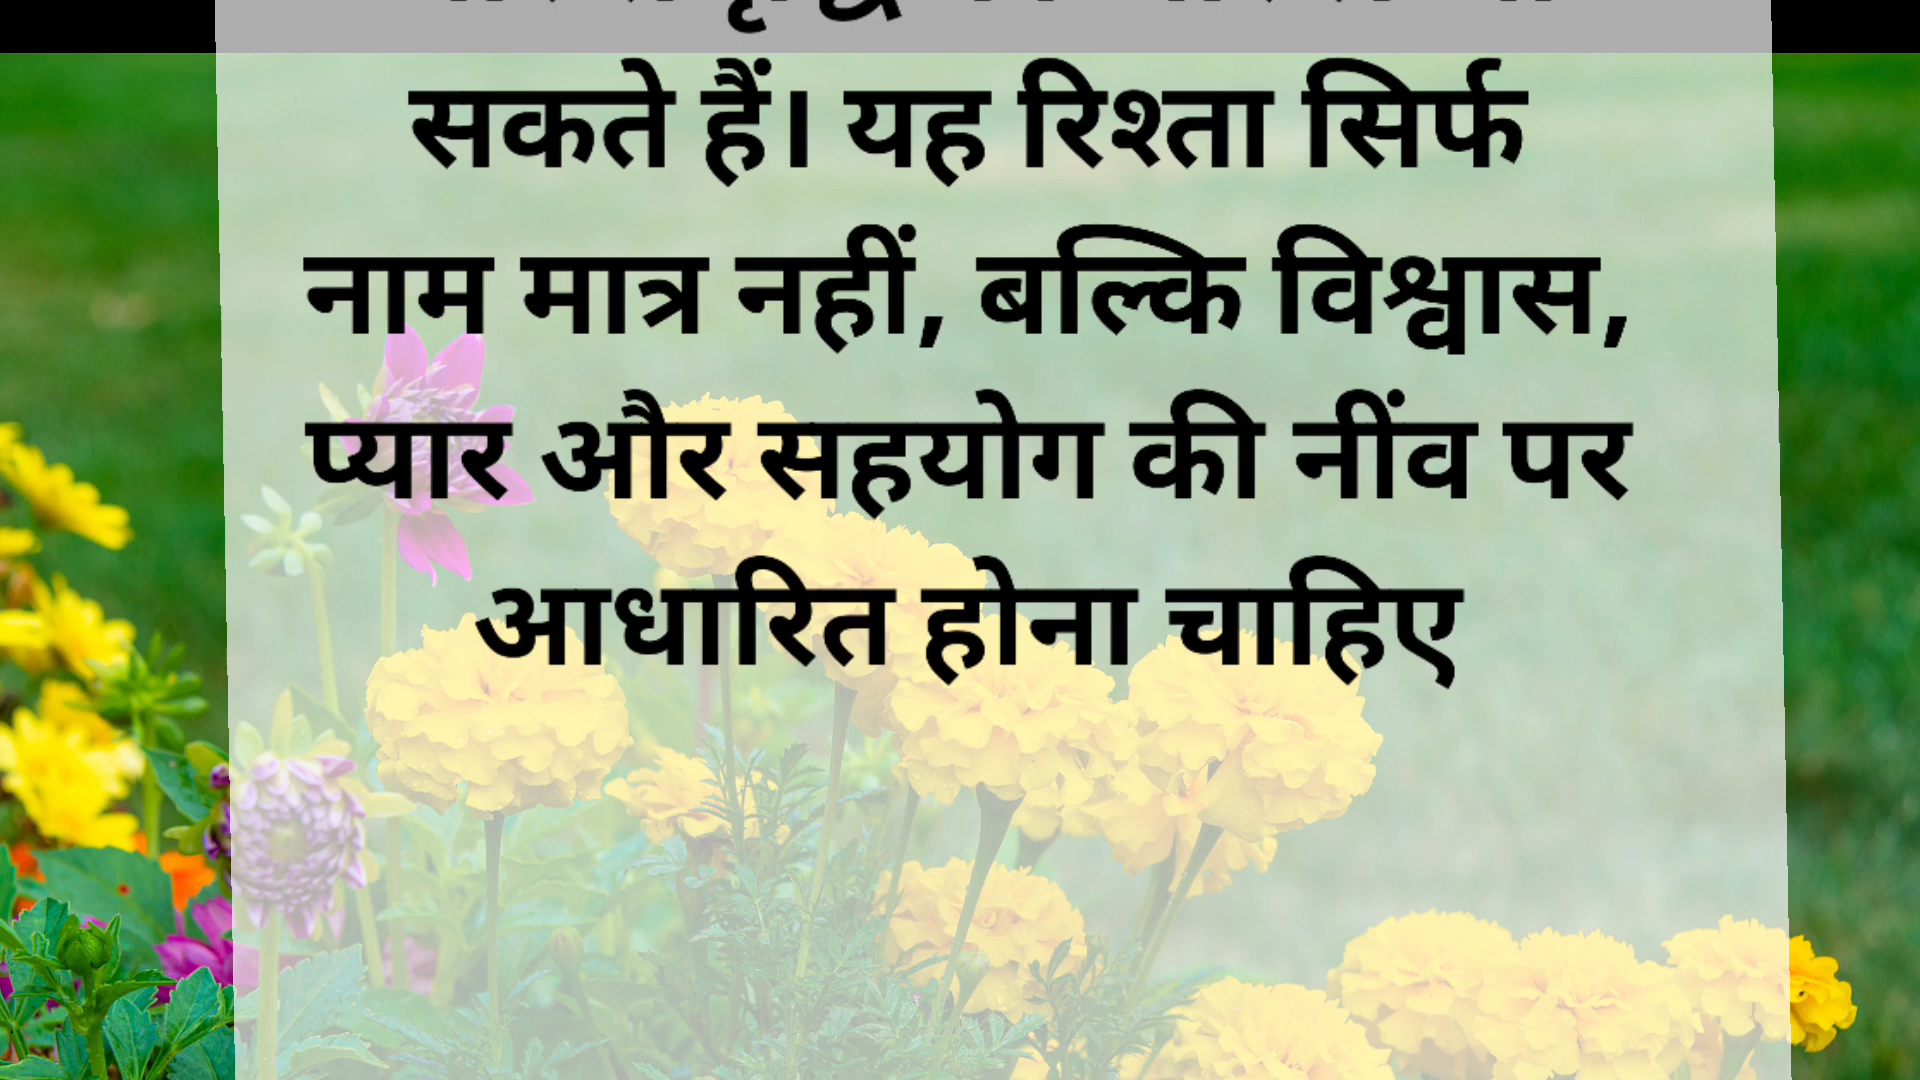 सकते हैं। यह रिश्ता सिर्फ
नाम मात्र नहीं, बल्कि विश्वास,
प्यार और सहयोग की नींव पर
आधारित होना चाहिए